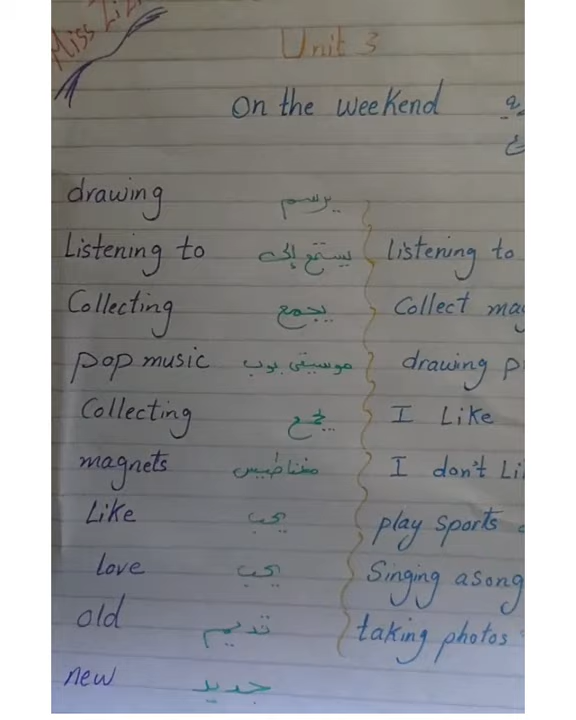 Miss
Unit 3
on the weekend
drawing يرسم
Listening to يستمع إلى listening to
Collecting يجمع Collect
pop music موسيقى بوب drawing
Collecting يجمع I Like
magnets مغناطيس I don't
Like يحب play sports
love يحب Singing asong
old قديم taking photos
new جديد